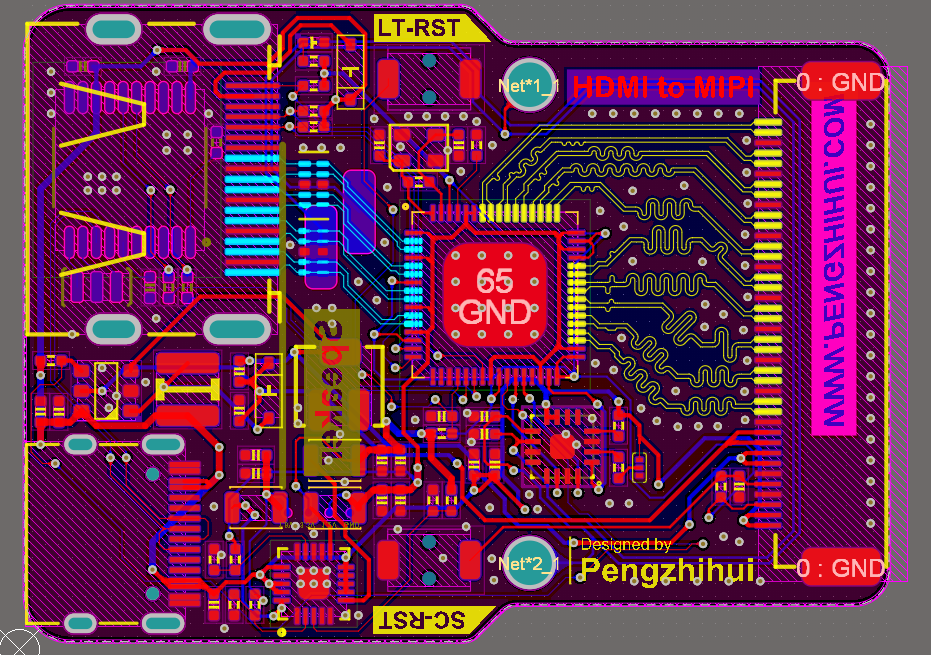 LT-RST
Net*1_1
HDMI to MIPI
0 : GND
WWW.PENGZHIHUI.COM
65
GND
Speaker
Net*2_1
Designed by
Pengzhihui
0 : GND
SC-RST